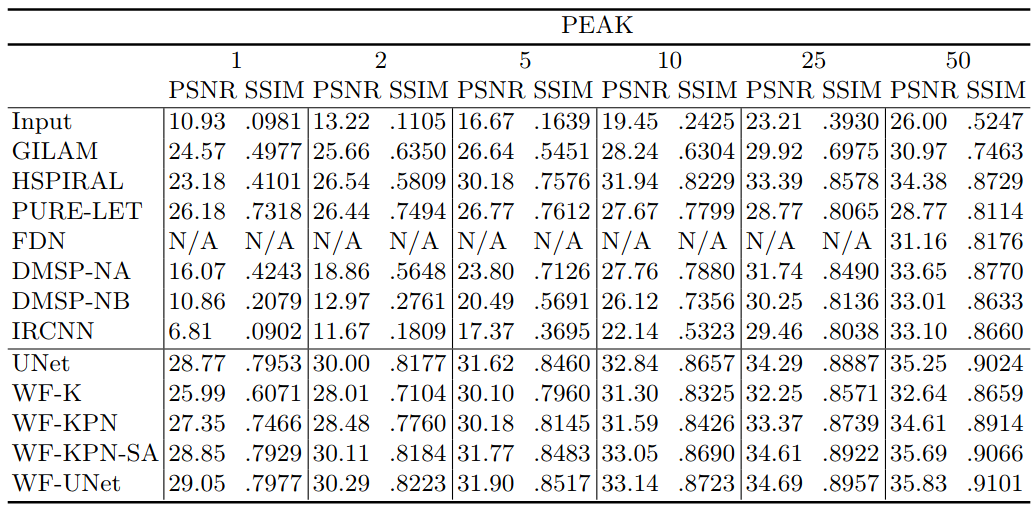 PEAK
1 2 5 10 25 50
PSNR SSIM PSNR SSIM PSNR SSIM PSNR SSIM PSNR SSIM PSNR SSIM
Input 10.93 .0981 13.22 .1105 16.67 .1639 19.45 .2425 23.21 .3930 26.00 .5247
GILAM 24.57 .4977 25.66 .6350 26.64 .5451 28.24 .6304 29.92 .6975 30.97 .7463
HSPIRAL 23.18 .4101 26.54 .5809 30.18 .7576 31.94 .8229 33.39 .8578 34.38 .8729
PURE-LET 26.18 .7318 26.44 .7494 26.77 .7612 27.67 .7799 28.77 .8065 28.77 .8114
FDN N/A N/A N/A N/A N/A N/A N/A N/A N/A N/A 31.16 .8176
DMSP-NA 16.07 .4243 18.86 .5648 23.80 .7126 27.76 .7880 31.74 .8490 33.65 .8770
DMSP-NB 10.86 .2079 12.97 .2761 20.49 .5691 26.12 .7356 30.25 .8136 33.01 .8633
IRCNN 6.81 .0902 11.67 .1809 17.37 .3695 22.14 .5323 29.46 .8038 33.10 .8660
UNet 28.77 .7953 30.00 .8177 31.62 .8460 32.84 .8657 34.29 .8887 35.25 .9024
WF-K 25.99 .6071 28.01 .7104 30.10 .7960 31.30 .8325 32.25 .8571 32.64 .8659
WF-KPN 27.35 .7466 28.48 .7760 30.18 .8145 31.59 .8426 33.37 .8739 34.61 .8914
WF-KPN-SA 28.85 .7929 30.11 .8184 31.77 .8483 33.05 .8690 34.61 .8922 35.69 .9066
WF-UNet 29.05 .7977 30.29 .8223 31.90 .8517 33.14 .8723 34.69 .8957 35.83 .9101